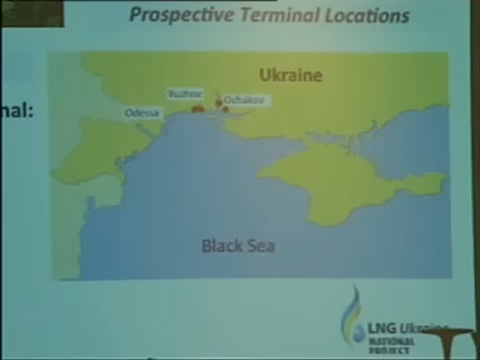 Prospective Terminal Locations
nal:
Ukraine
Yuzhne
Ochakov
Odessa
Black Sea
LNG Ukraine
NATIONAL
PROJECT